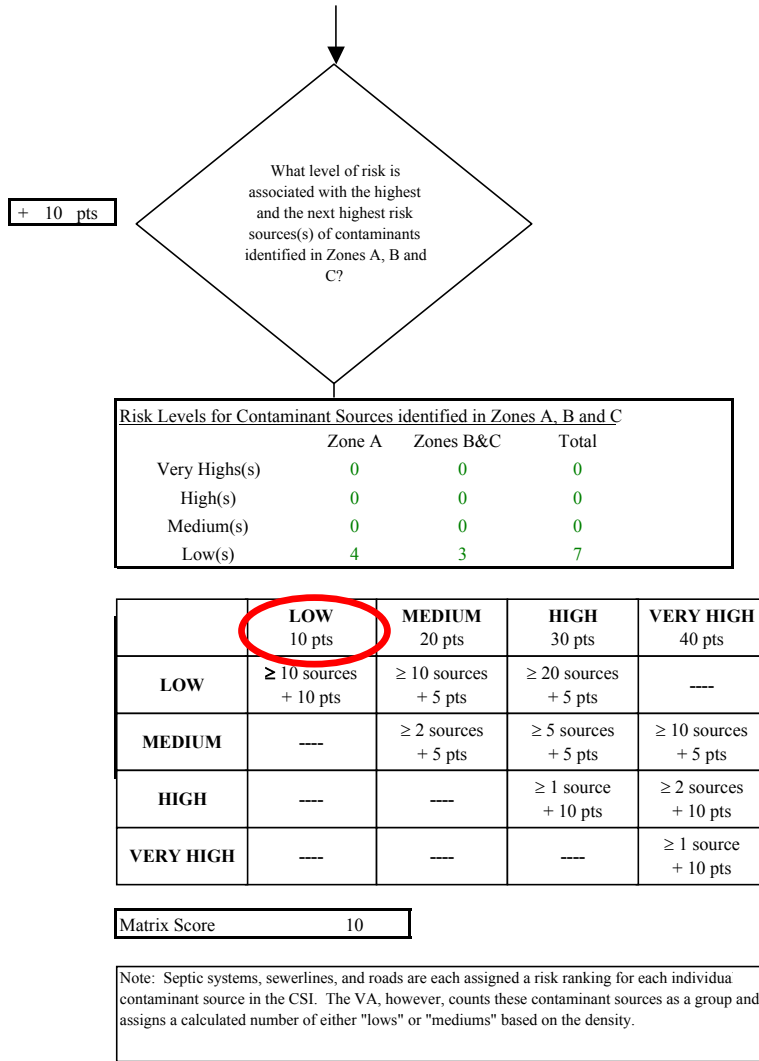 What level of risk is
associated with the highest
+ 10 pts
and the next highest risk
sources(s) of contaminants
identified in Zones A, B and
C?
Risk Levels for Contaminant Sources identified in Zones A, B and C
Zone A Zones B&C Total
Very Highs(s) 0 0 0
High(s) 0 0 0
Medium(s) 0 0 0
Low(s) 4 3 7
LOW MEDIUM HIGH VERY HIGH
10 pts 20 pts 30 pts 40 pts
LOW ≥ 10 sources ≥ 10 sources ≥ 20 sources ----
+ 10 pts + 5 pts + 5 pts
MEDIUM ---- ≥ 2 sources ≥ 5 sources ≥ 10 sources
+ 5 pts + 5 pts + 5 pts
HIGH ---- ---- ≥ 1 source ≥ 2 sources
+ 10 pts + 10 pts
VERY HIGH ---- ---- ---- ≥ 1 source
+ 10 pts
Matrix Score 10
Note: Septic systems, sewerlines, and roads are each assigned a risk ranking for each individua
contaminant source in the CSI. The VA, however, counts these contaminant sources as a group and
assigns a calculated number of either "lows" or "mediums" based on the density.